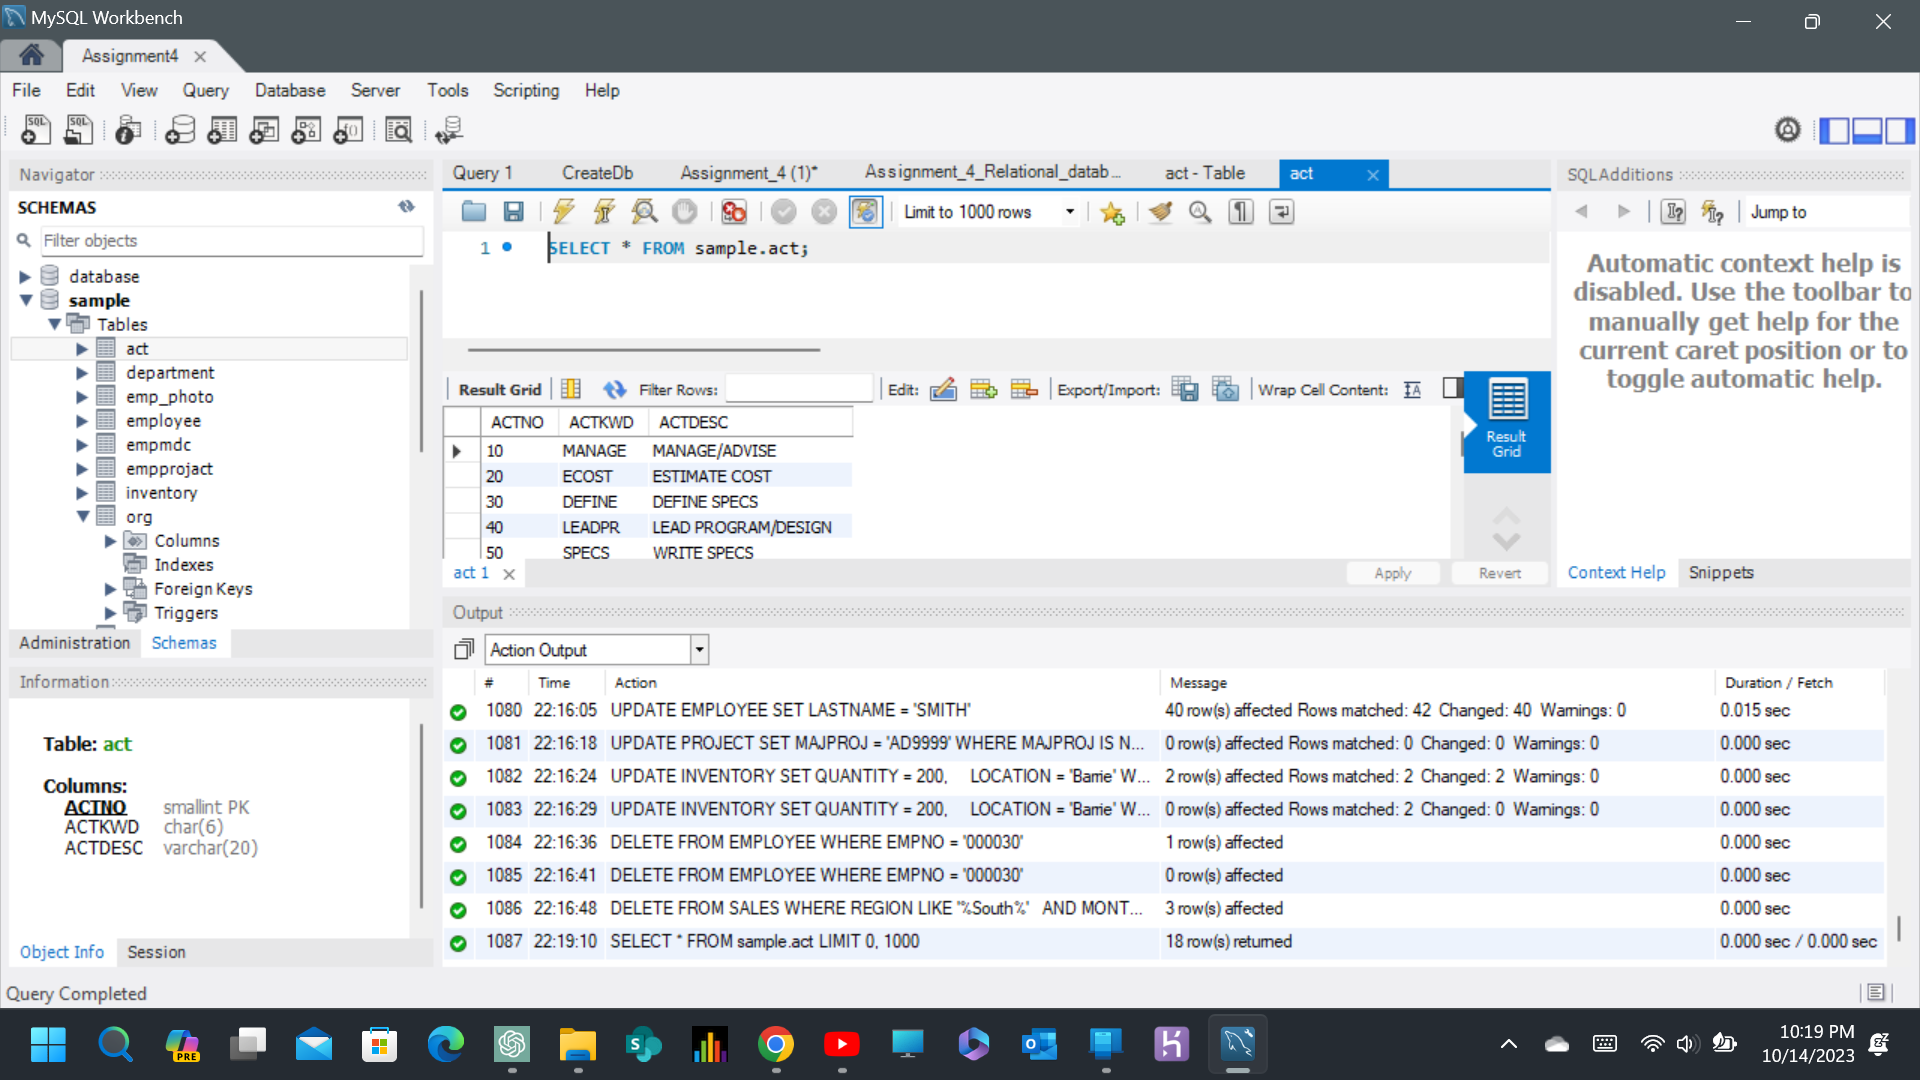 MySQL Workbench
Assignment4
File Edit View Query Database Server Tools Scripting Help
Navigator
SCHEMAS
Filter objects
database
sample
Tables
act
department
emp_photo
employee
empmdc
empprojact
inventory
org
Columns
Indexes
Foreign Keys
Triggers
Administration Schemas
Information
Table: act
Columns:
ACTNO smallint PK
ACTKWD char(6)
ACTDESC varchar(20)
Object Info Session
Query 1 CreateDb Assignment_4 (1)* Assignment_4_Relational_datab... act - Table act
Limit to 1000 rows
1 SELECT * FROM sample.act;
Result Grid Filter Rows: Edit: Export/Import: Wrap Cell Content:
ACTNO ACTKWD ACTDESC
10 MANAGE MANAGE/ADVISE
20 ECOST ESTIMATE COST
30 DEFINE DEFINE SPECS
40 LEADPR LEAD PROGRAM/DESIGN
50 SPECS WRITE SPECS
Result
Grid
act 1 Apply Revert
SQLAdditions
Jump to
Automatic context help is
disabled. Use the toolbar to
manually get help for the
current caret position or to
toggle automatic help.
Context Help Snippets
Output
Action Output
# Time Action Message Duration / Fetch
1080 22:16:05 UPDATE EMPLOYEE SET LASTNAME = 'SMITH' 40 row(s) affected Rows matched: 42 Changed: 40 Warnings: 0 0.015 sec
1081 22:16:18 UPDATE PROJECT SET MAJPROJ = 'AD9999' WHERE MAJPROJ IS N... 0 row(s) affected Rows matched: 0 Changed: 0 Warnings: 0 0.000 sec
1082 22:16:24 UPDATE INVENTORY SET QUANTITY = 200, LOCATION = 'Barrie' W... 2 row(s) affected Rows matched: 2 Changed: 2 Warnings: 0 0.000 sec
1083 22:16:29 UPDATE INVENTORY SET QUANTITY = 200, LOCATION = 'Barrie' W... 0 row(s) affected Rows matched: 2 Changed: 0 Warnings: 0 0.000 sec
1084 22:16:36 DELETE FROM EMPLOYEE WHERE EMPNO = '000030' 1 row(s) affected 0.000 sec
1085 22:16:41 DELETE FROM EMPLOYEE WHERE EMPNO = '000030' 0 row(s) affected 0.000 sec
1086 22:16:48 DELETE FROM SALES WHERE REGION LIKE '%South%' AND MONT... 3 row(s) affected 0.000 sec
1087 22:19:10 SELECT * FROM sample.act LIMIT 0, 1000 18 row(s) returned 0.000 sec / 0.000 sec
Query Completed
PRE
10:19 PM
10/14/2023